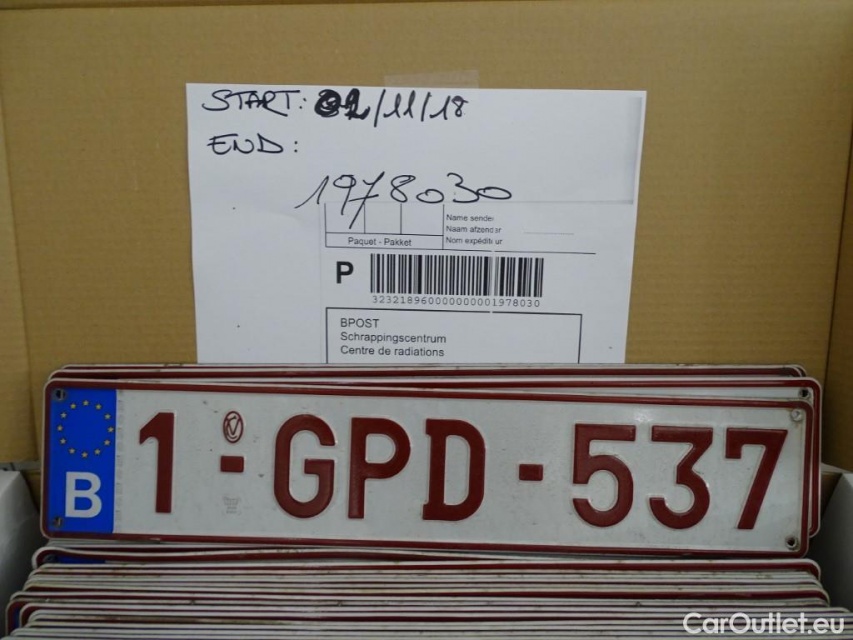 START: 02/11/18
END:
1978030
Name sender
Naam afzender
Paquet - Pakket
Nom expéditeur
P
323218960000000001978030
BPOST
Schrappingscentrum
Centre de radiations
B 1-GPD-537
CarOutlet.eu